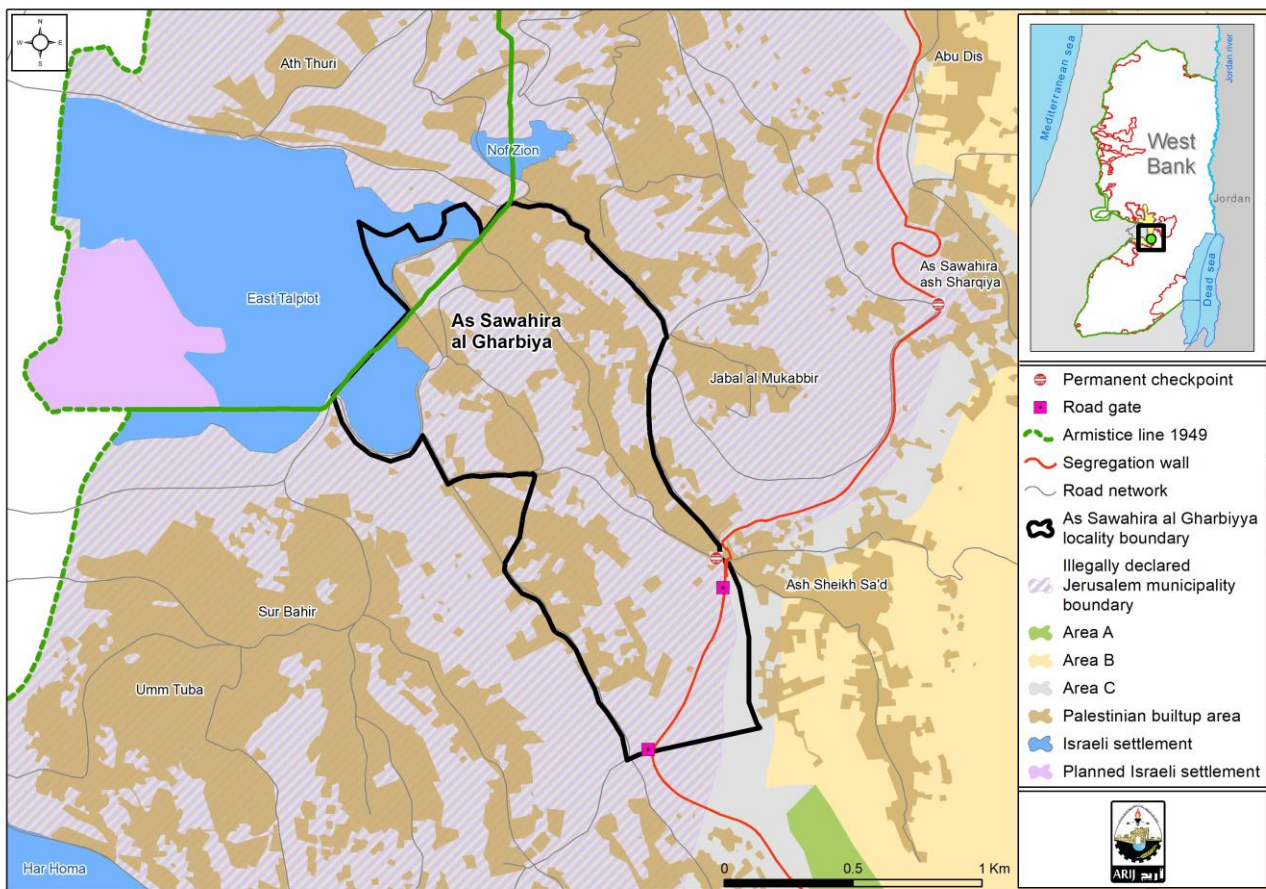 N
W
E
S
Ath Thuri
Abu Dis
Nof Zion
As Sawahira
ash Sharqiya
East Talpiot
As Sawahira
al Gharbiya
Jabal al Mukabbir
Ash Sheikh Sa'd
Sur Bahir
Umm Tuba
Har Homa
0
0.5
1 Km
Mediterranean sea
Jordan river
West
Bank
Jordan
Dead sea
Permanent checkpoint
Road gate
Armistice line 1949
Segregation wall
Road network
As Sawahira al Gharbiyya
locality boundary
Illegally declared
Jerusalem municipality
boundary
Area A
Area B
Area C
Palestinian builtup area
Israeli settlement
Planned Israeli settlement
ARIJ أريج